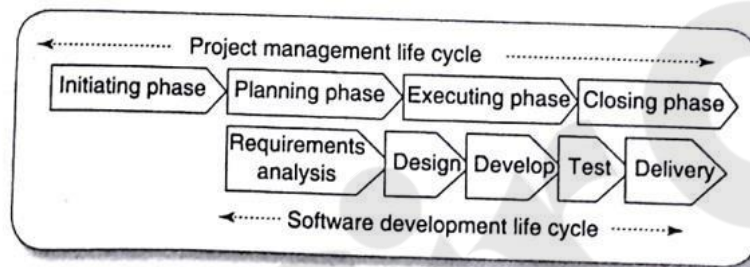 Project management life cycle
Initiating phase Planning phase Executing phase Closing phase
Requirements analysis Design Develop Test Delivery
Software development life cycle